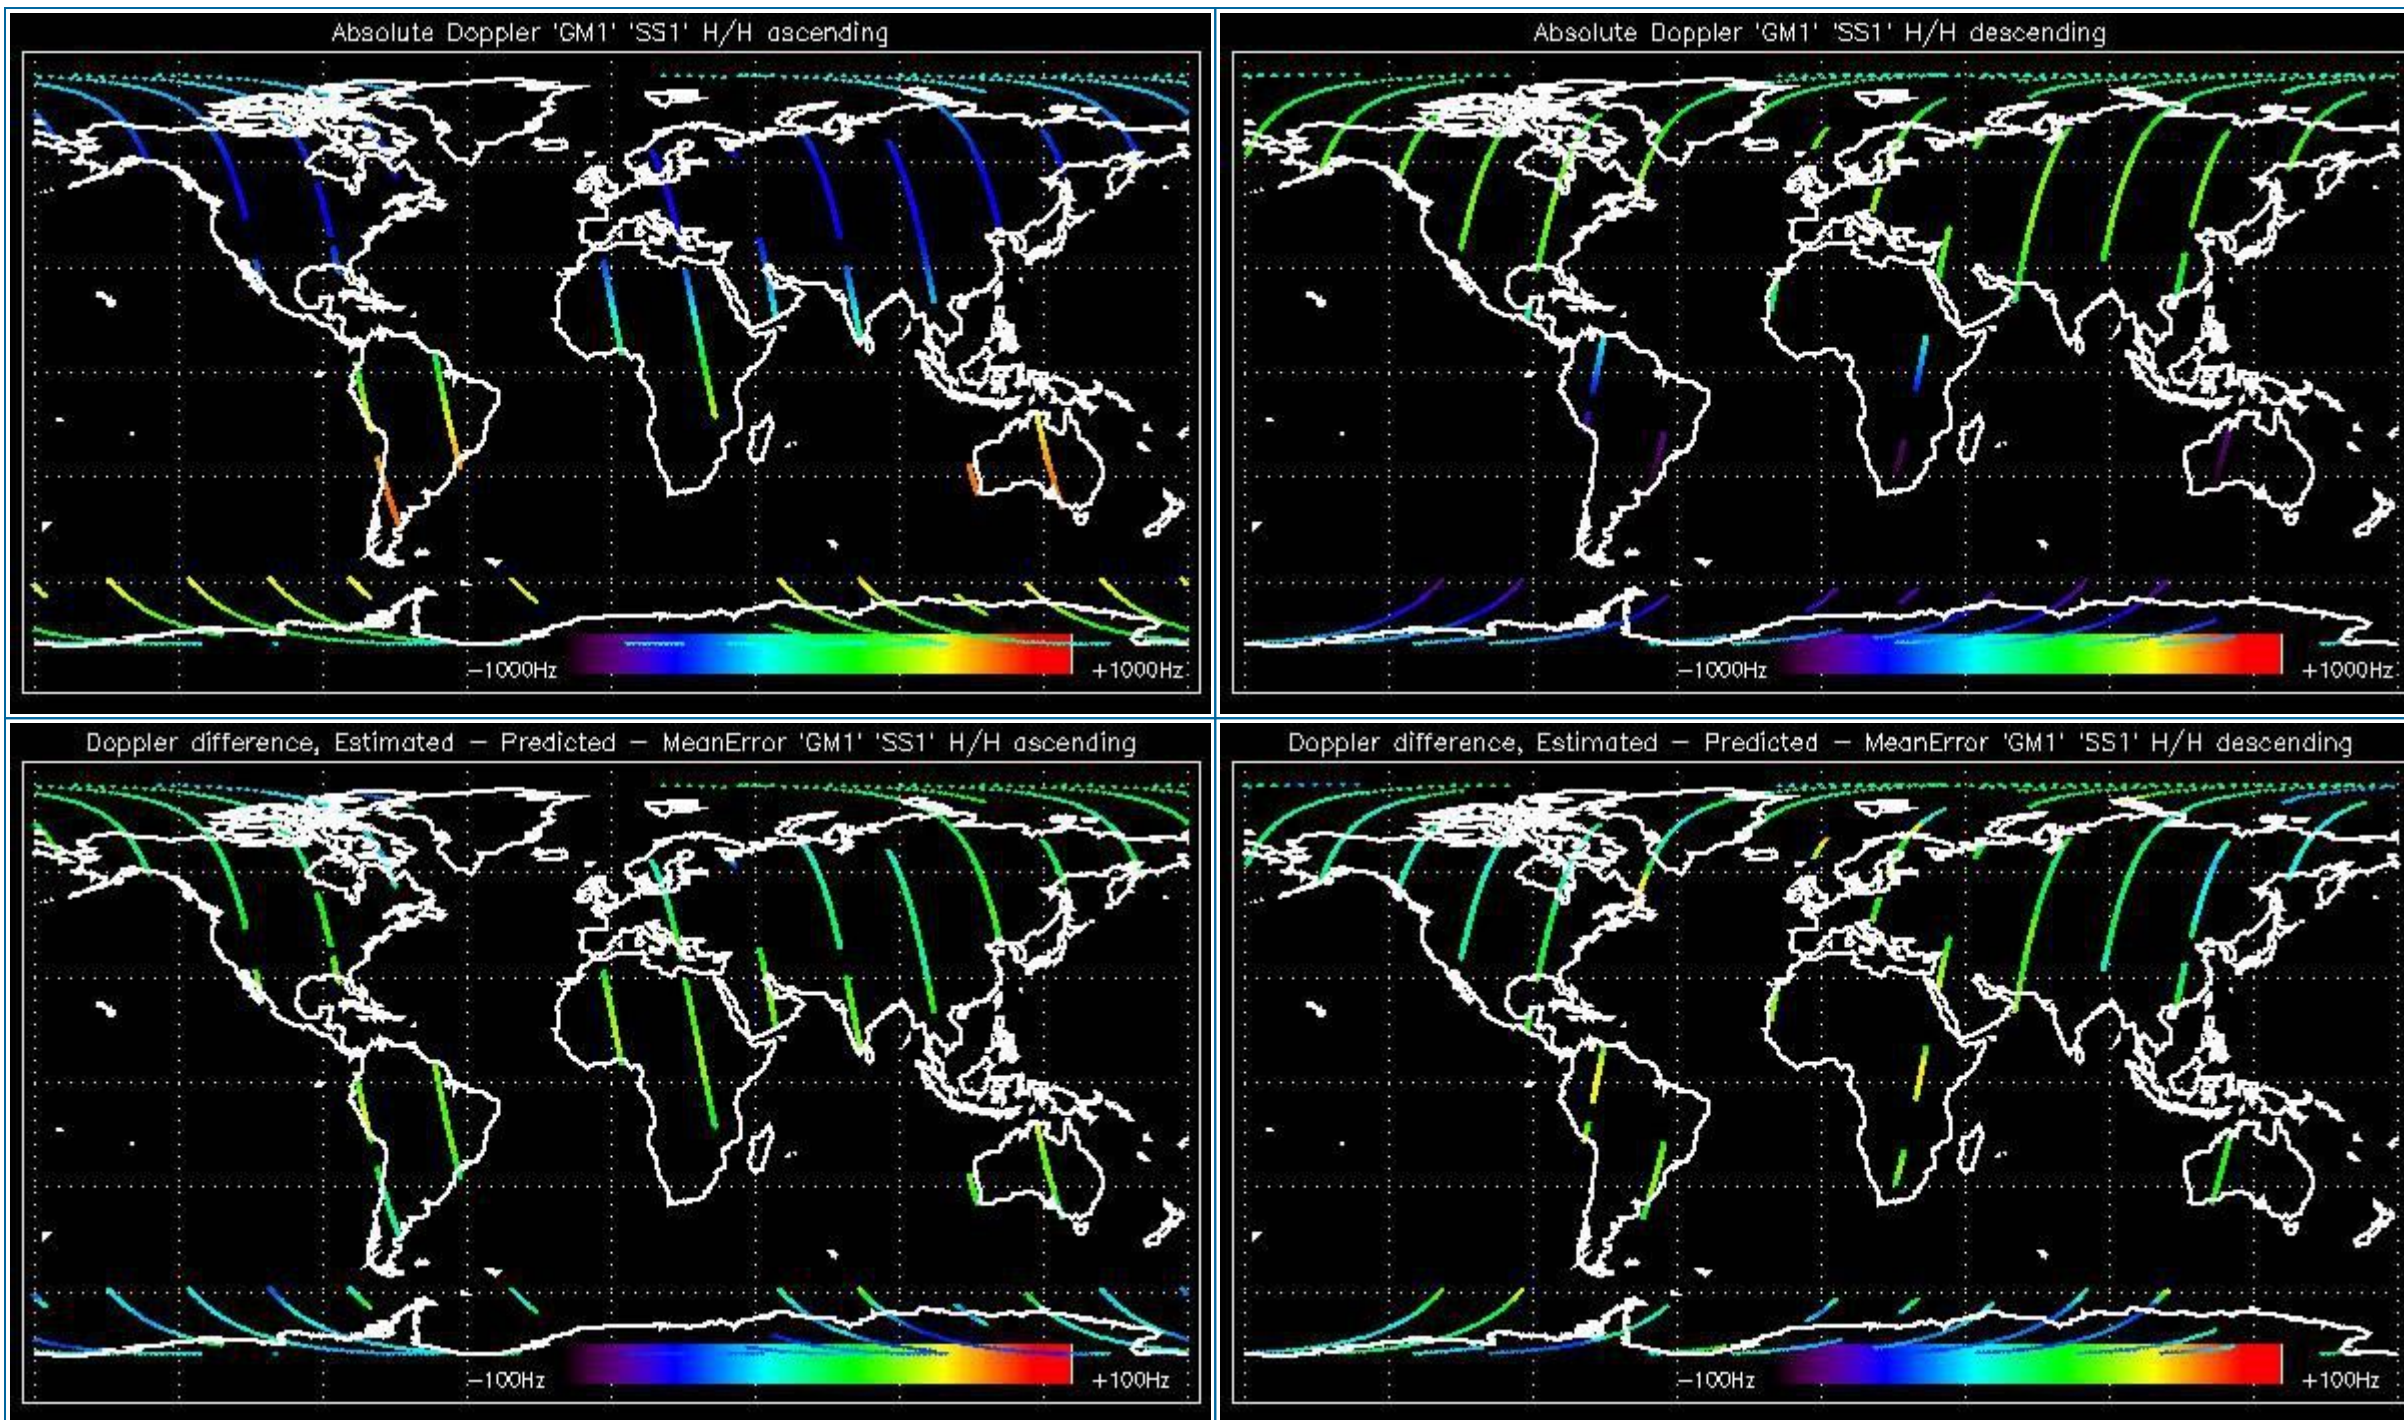 Absolute Doppler 'GM1' 'SS1' H/H ascending
-1000Hz
+1000Hz
Absolute Doppler 'GM1' 'SS1' H/H descending
-1000Hz
+1000Hz
Doppler difference, Estimated - Predicted - MeanError 'GM1' 'SS1' H/H ascending
-100Hz
+100Hz
Doppler difference, Estimated - Predicted - MeanError 'GM1' 'SS1' H/H descending
-100Hz
+100Hz